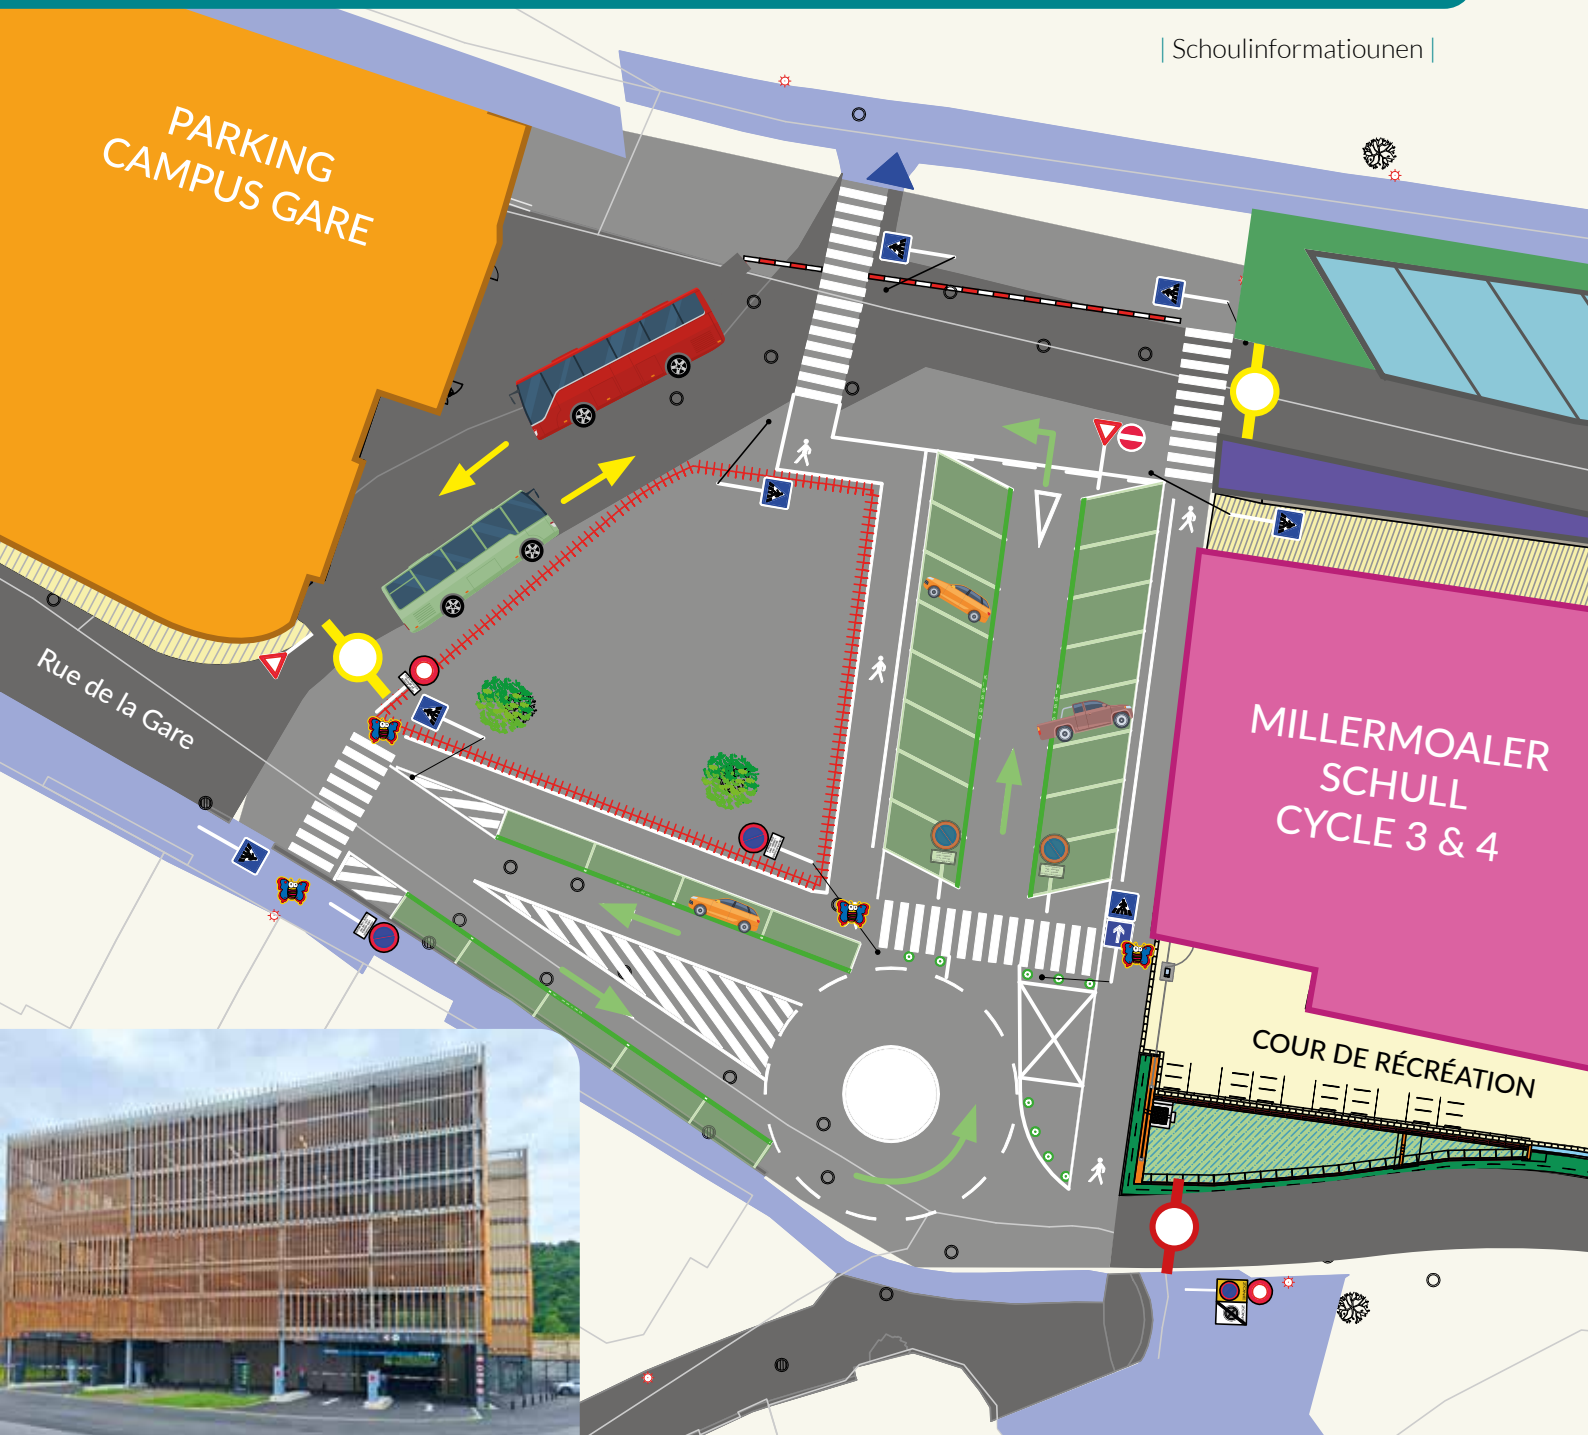 | Schoulinformatiounen |
PARKING
CAMPUS GARE
Rue de la Gare
MILLERMOALER
SCHULL
CYCLE 3 & 4
COUR DE RÉCRÉATION